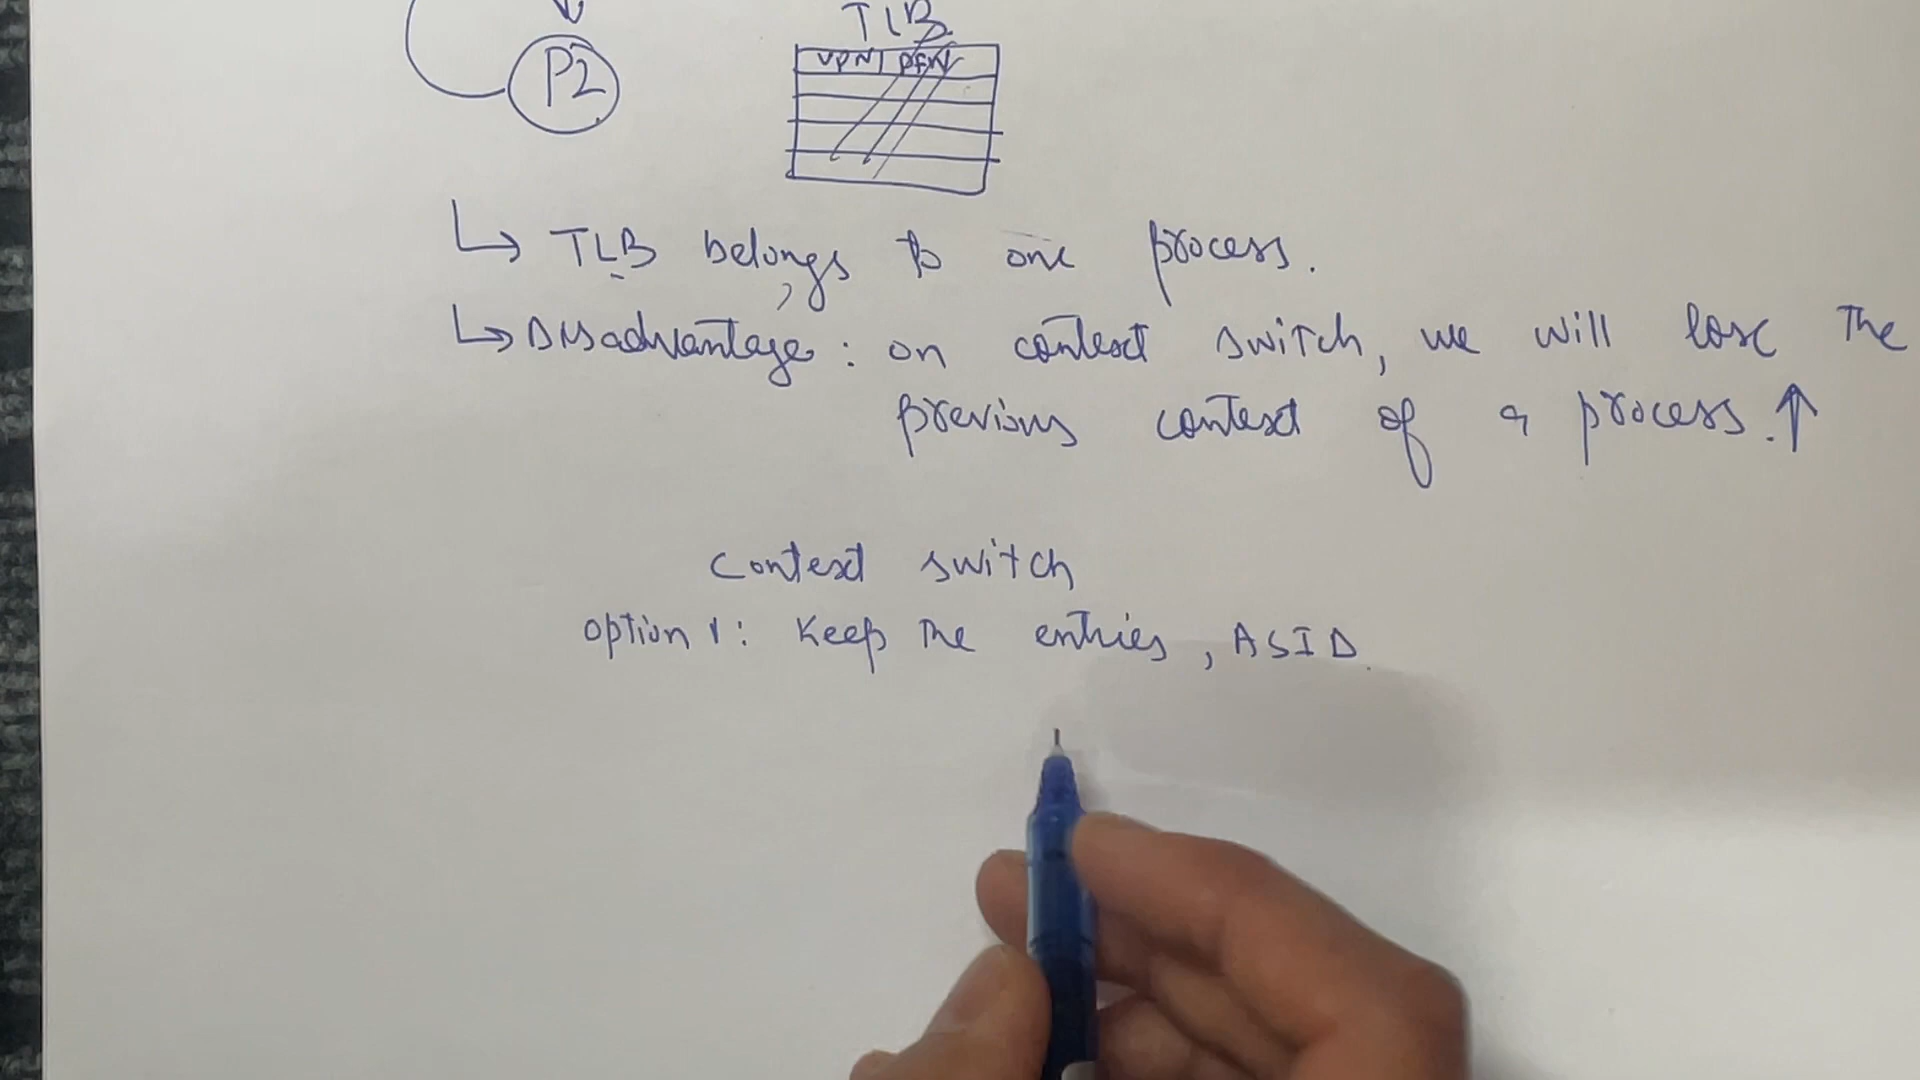 TLB
P2
VPN PFN
↳ TLB belongs to one process.
↳ Disadvantage: on context switch, we will lose the
previous context of a process. ↑
Context switch
option 1: Keep the entries, ASID.